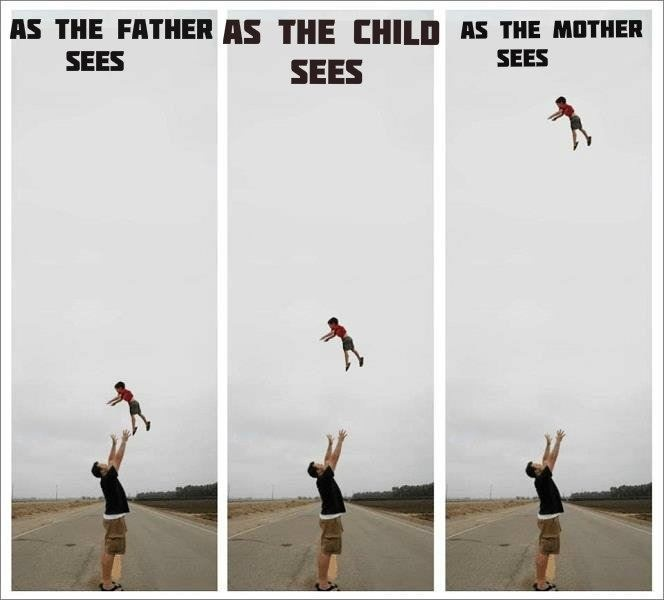 AS THE FATHER
SEES
AS THE CHILD
SEES
AS THE MOTHER
SEES